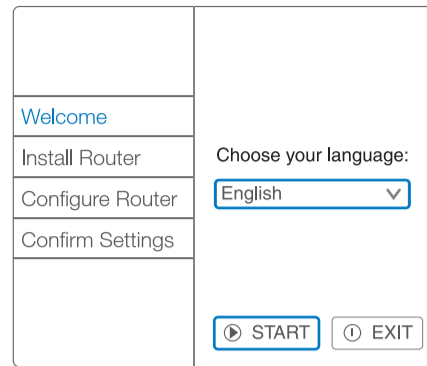 Welcome
Install Router
Configure Router
Confirm Settings
Choose your language:
English
START
EXIT